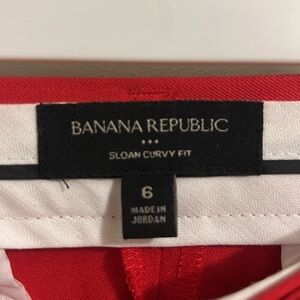 BANANA REPUBLIC
SLOAN CURVY FIT
6
MADE IN
JORDAN